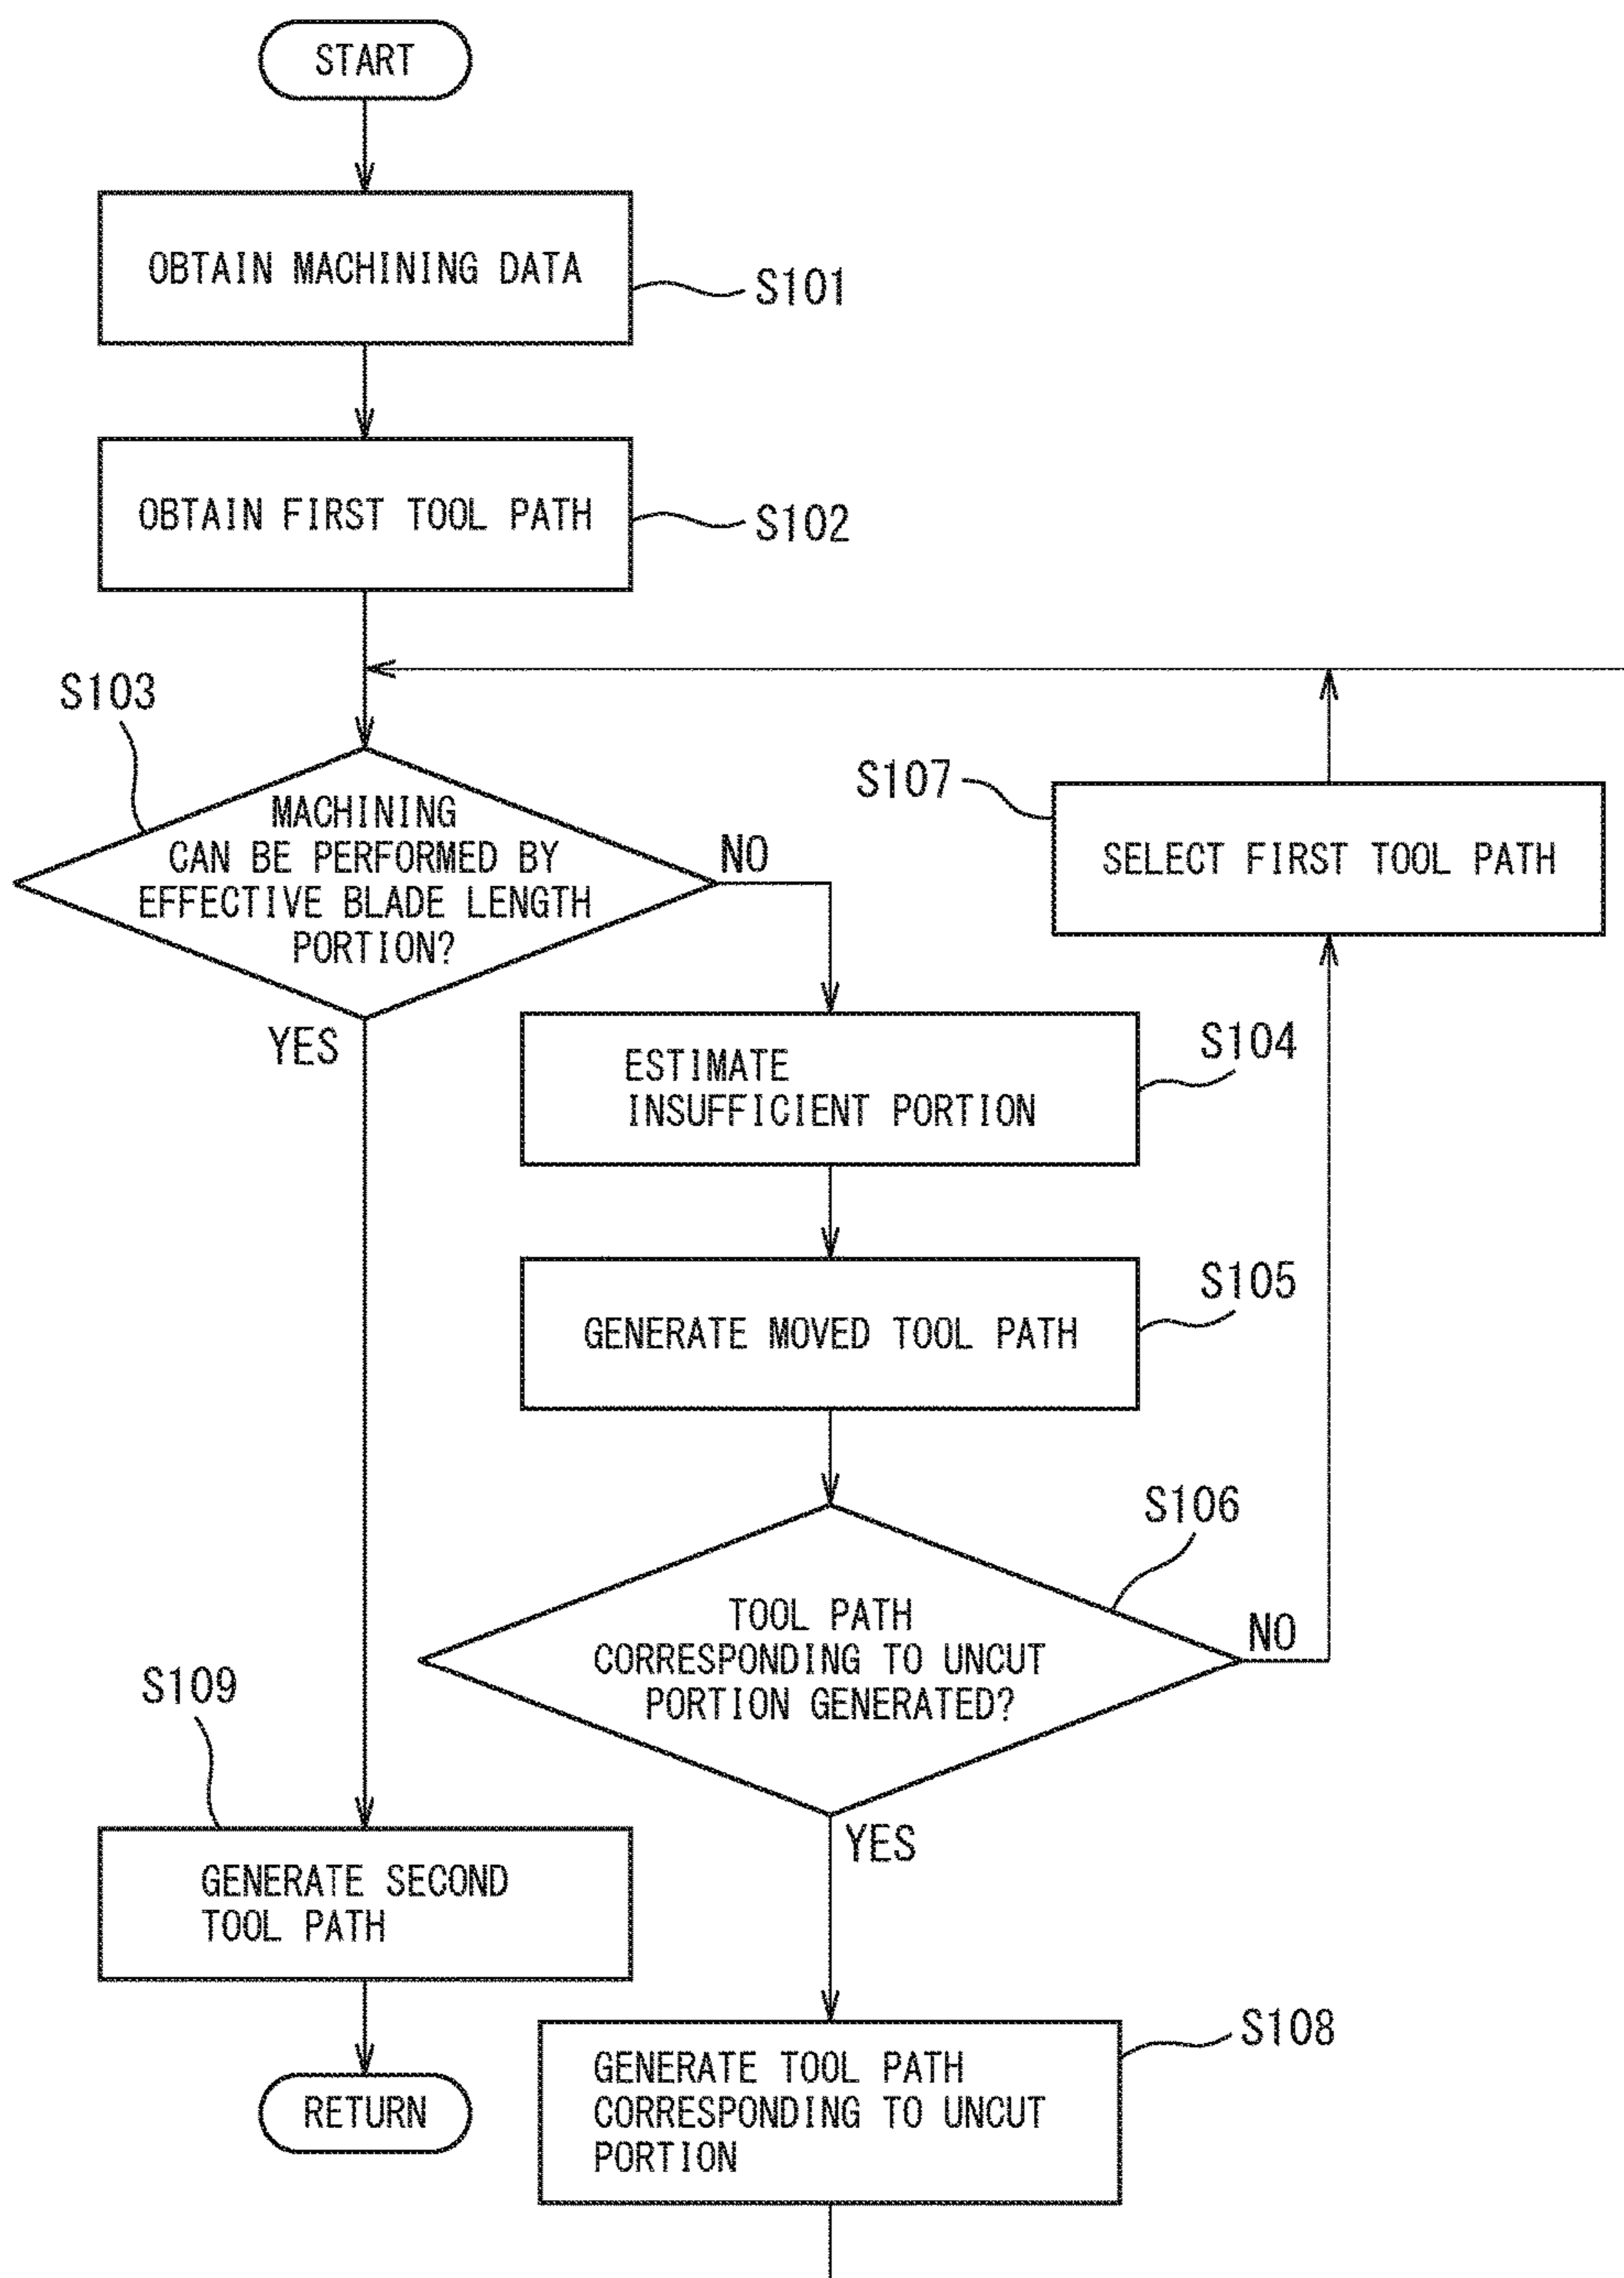 START
OBTAIN MACHINING DATA
S101
OBTAIN FIRST TOOL PATH
S102
S103
MACHINING
CAN BE PERFORMED BY
EFFECTIVE BLADE LENGTH
PORTION?
NO
YES
S107
SELECT FIRST TOOL PATH
ESTIMATE
INSUFFICIENT PORTION
S104
GENERATE MOVED TOOL PATH
S105
S106
TOOL PATH
CORRESPONDING TO UNCUT
PORTION GENERATED?
NO
YES
S109
GENERATE SECOND
TOOL PATH
RETURN
GENERATE TOOL PATH
CORRESPONDING TO UNCUT
PORTION
S108